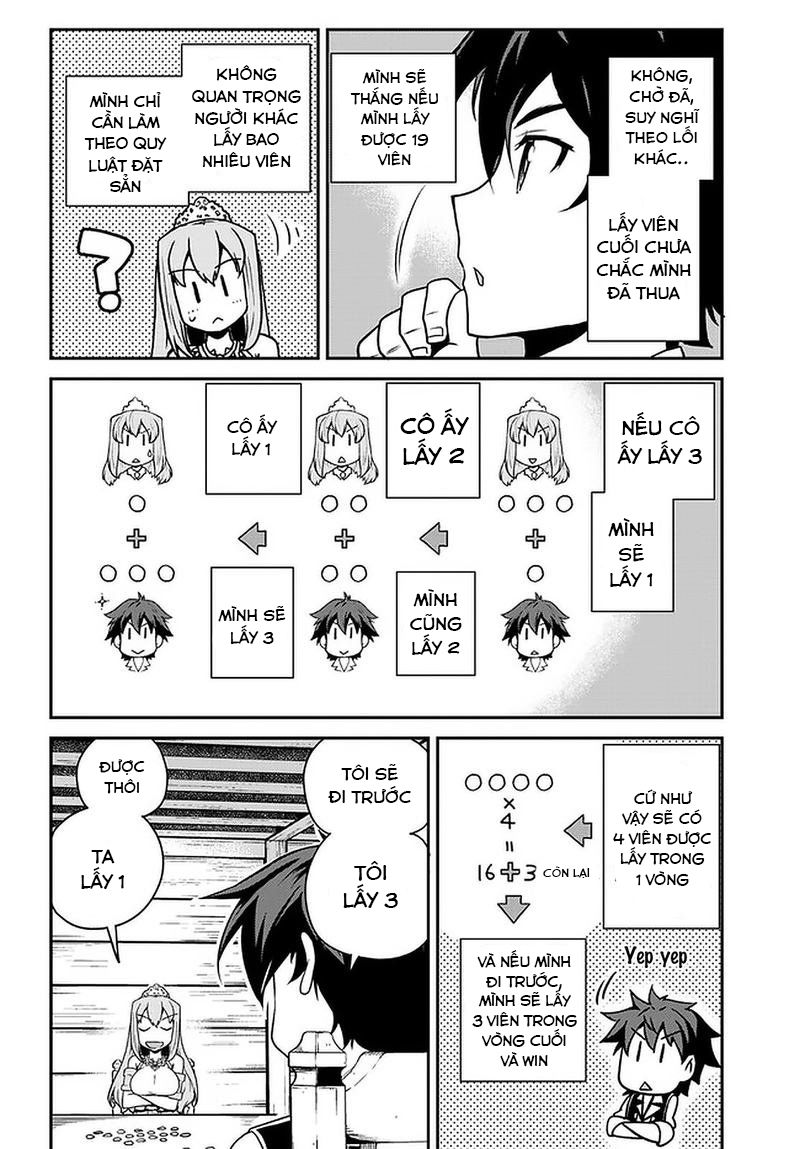 KHÔNG,
CHỜ ĐÃ,
SUY NGHĨ
THEO LỐI
KHÁC..
LẤY VIÊN
CUỐI CHƯA
CHẮC MÌNH
ĐÃ THUA
MÌNH SẼ
THẮNG NẾU
MÌNH LẤY
ĐƯỢC 19
VIÊN
KHÔNG
QUAN TRỌNG
NGƯỜI KHÁC
LẤY BAO
NHIÊU VIÊN
MÌNH CHỈ
CẦN LÀM
THEO QUY
LUẬT ĐẶT
SẲN
?
NẾU CÔ
ẤY LẤY 3
MÌNH
SẼ
LẤY 1
CÔ ẤY
LẤY 2
MÌNH
CŨNG
LẤY 2
CÔ ẤY
LẤY 1
MÌNH SẼ
LẤY 3
CỨ NHƯ
VẬY SẼ CÓ
4 VIÊN ĐƯỢC
LẤY TRONG
1 VÒNG
×
4
=
16 + 3 CÒN LẠI
VÀ NẾU MÌNH
ĐI TRƯỚC,
MÌNH SẼ LẤY
3 VIÊN TRONG
VÒNG CUỐI
VÀ WIN
Yep yep
TÔI SẼ
ĐI TRƯỚC
TÔI
LẤY 3
ĐƯỢC
THÔI
TA
LẤY 1